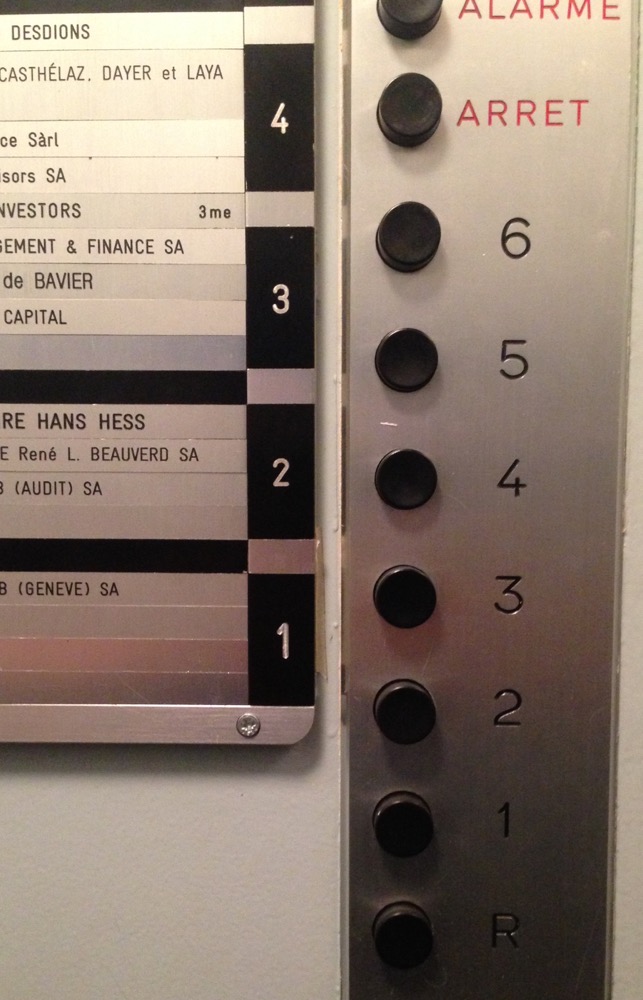 DESDIONS
CASTHÉLAZ, DAYER et LAYA
4
ce Sàrl
isors SA
NVESTORS 3me
GEMENT & FINANCE SA
de BAVIER
3
CAPITAL
RE HANS HESS
E René L. BEAUVERD SA
2
B (AUDIT) SA
B (GENEVE) SA
1
ALARME
ARRET
6
5
4
3
2
1
R